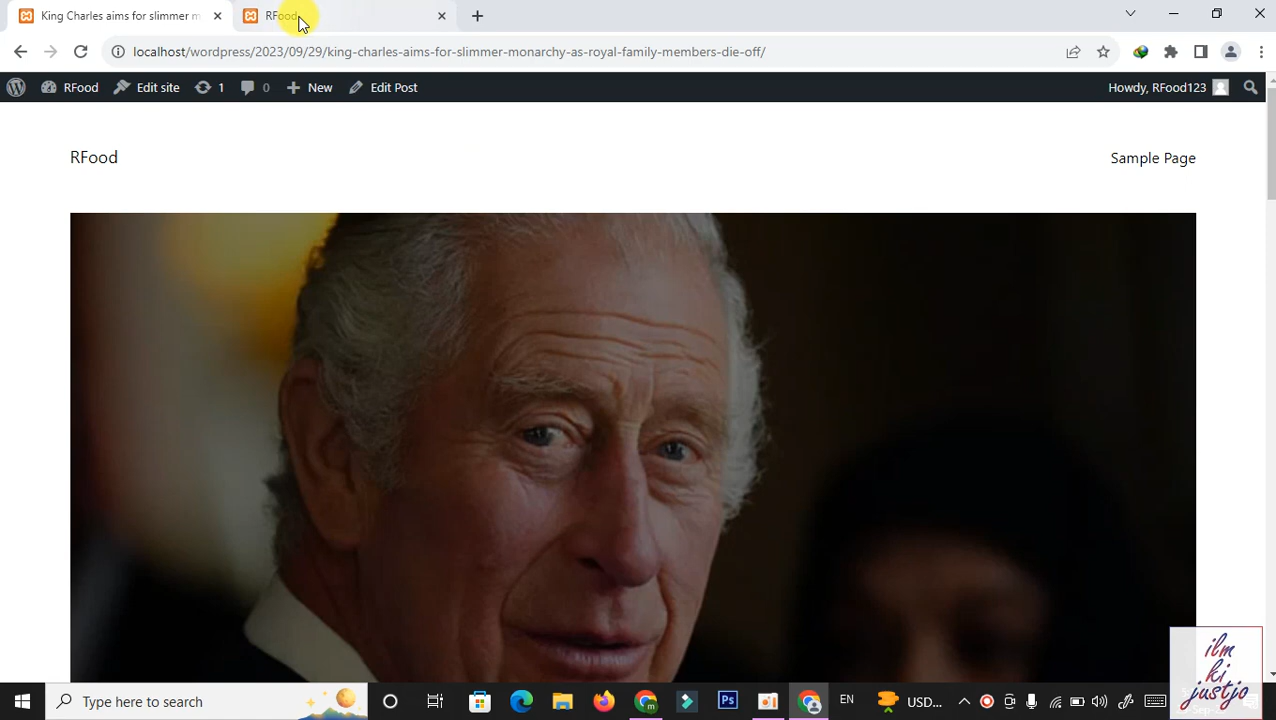 King Charles aims for slimmer m
RFood
localhost/wordpress/2023/09/29/king-charles-aims-for-slimmer-monarchy-as-royal-family-members-die-off/
RFood
Edit site
1
0
New
Edit Post
Howdy, RFood123
RFood
Sample Page
ilm
ki
justjo
Type here to search
Ps
EN
USD...